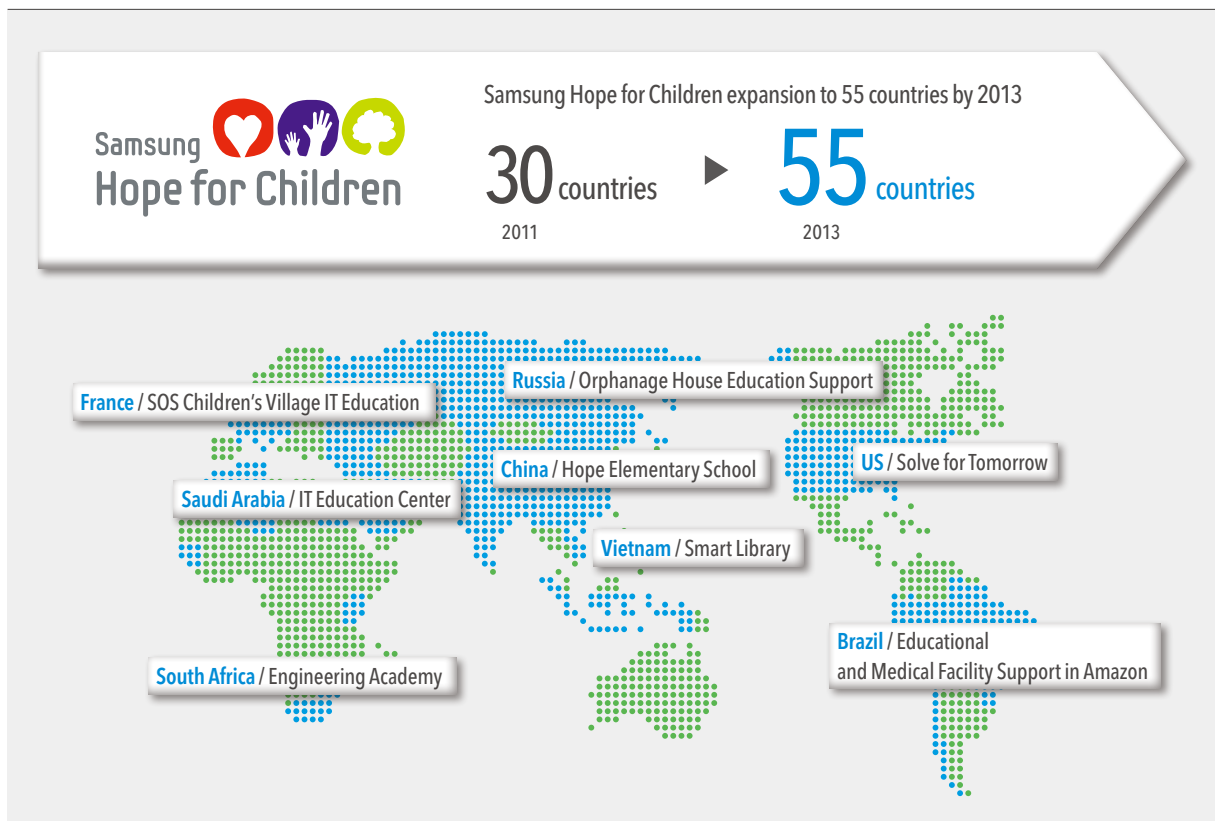 Samsung
Hope for Children
Samsung Hope for Children expansion to 55 countries by 2013
30 countries
55 countries
2011
2013
Russia / Orphanage House Education Support
France / SOS Children's Village IT Education
US / Solve for Tomorrow
China / Hope Elementary School
Saudi Arabia / IT Education Center
Vietnam / Smart Library
Brazil / Educational
and Medical Facility Support in Amazon
South Africa / Engineering Academy